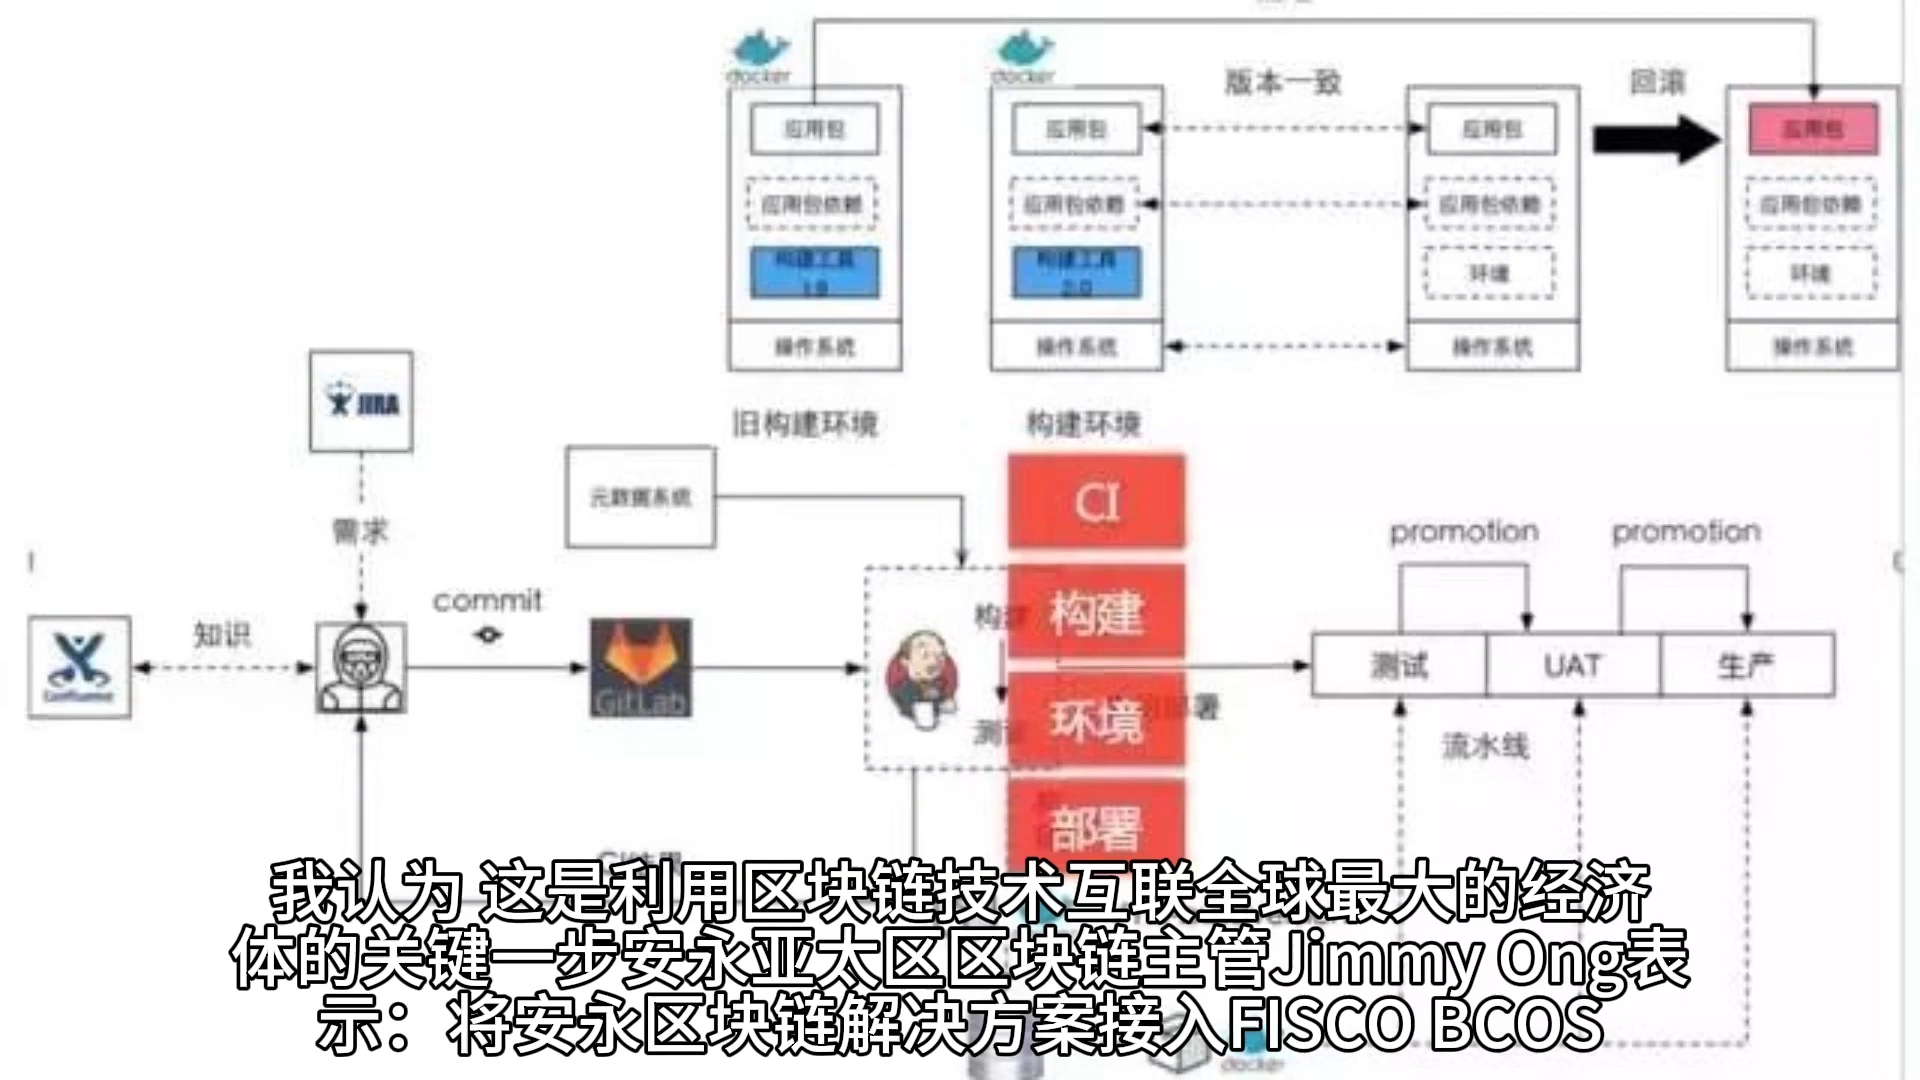 docker
docker
版本一致
回滚
应用包
应用包
应用包
应用包
应用包依赖
应用包依赖
应用包依赖
应用包依赖
构建工具
构建工具
2.0
环境
环境
操作系统
操作系统
操作系统
操作系统
旧构建环境
构建环境
JIRA
元数据系统
CI
需求
promotion
promotion
commit
构建
知识
测试
UAT
生产
Confluence
GitLab
环境
流水线
部署
我认为 这是利用区块链技术互联全球最大的经济
体的关键一步安永亚太区区块链主管Jimmy Ong表
示：将安永区块链解决方案接入FISCO BCOS
docker